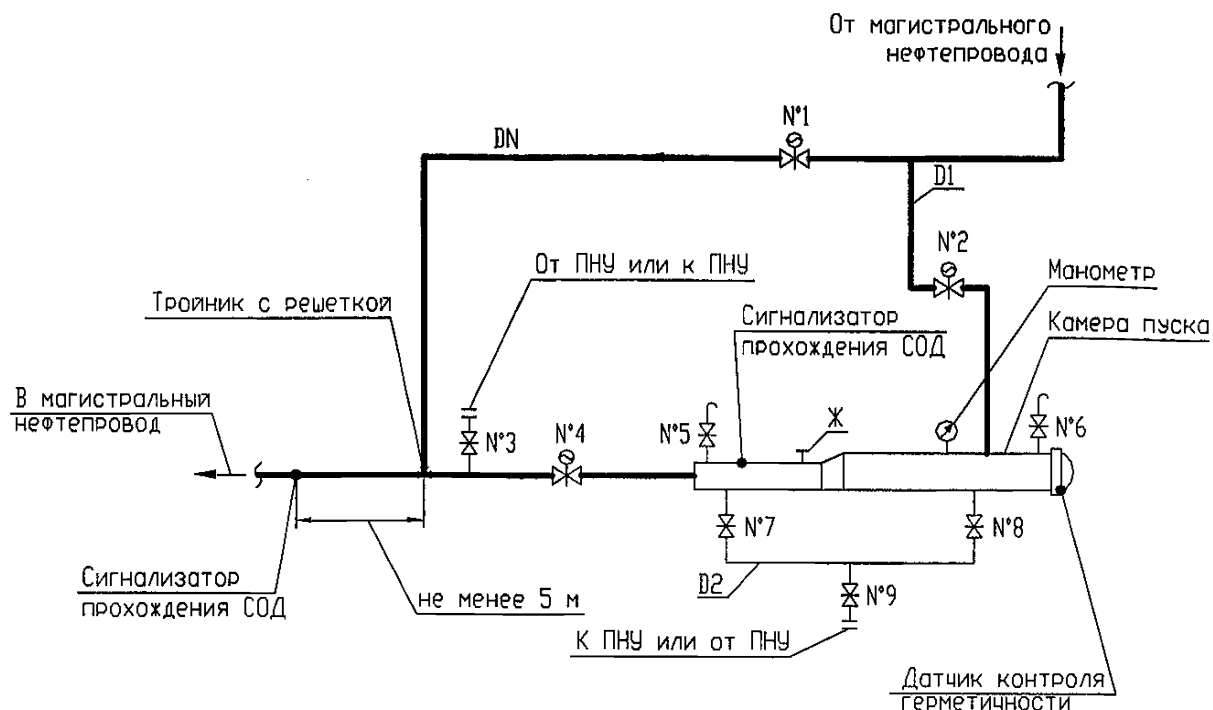 От магистрального
нефтепровода
N°1
DN
D1
N°2
От ПНУ или к ПНУ
Манометр
Тройник с решеткой
Сигнализатор
прохождения СОД
Камера пуска
В магистральный
нефтепровод
N°3
N°4
N°5
Ж
N°6
N°7
N°8
Сигнализатор
прохождения СОД
не менее 5 м
D2
N°9
К ПНУ или от ПНУ
Датчик контроля
герметичности